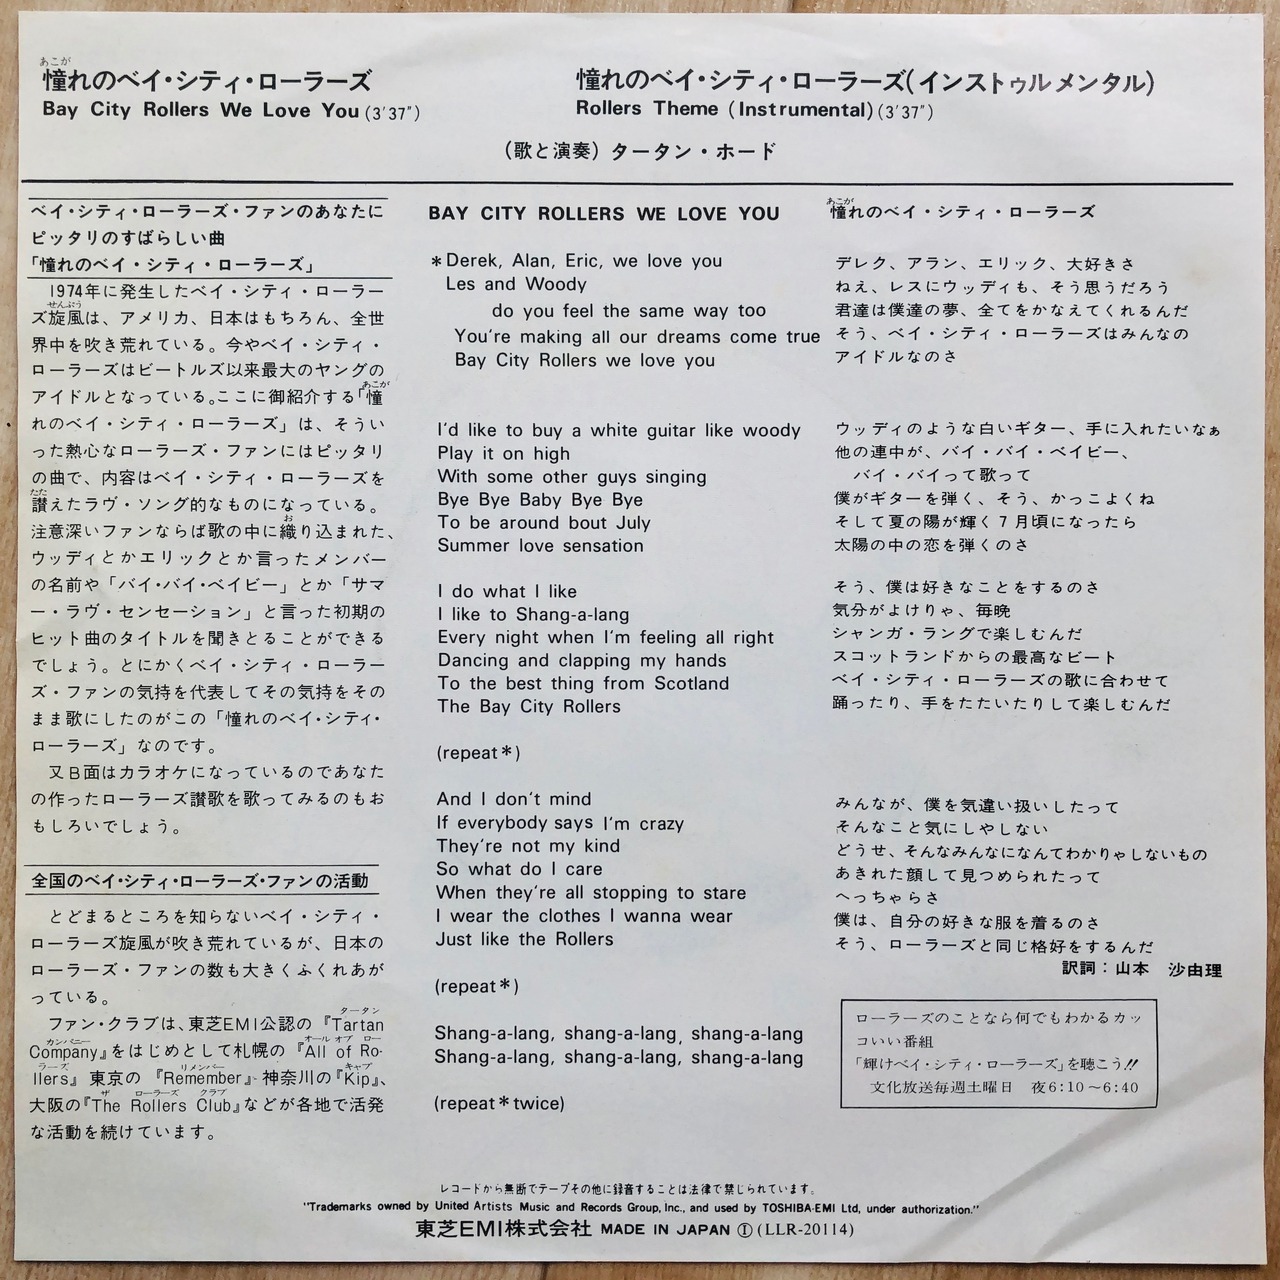 あこが
憧れのベイ・シティ・ローラーズ
Bay City Rollers We Love You (3'37")
憧れのベイ・シティ・ローラーズ(インストゥルメンタル)
Rollers Theme (Instrumental) (3'37")
(歌と演奏) タータン・ホード
ベイ・シティ・ローラーズ・ファンのあなたに
ピッタリのすばらしい曲
「憧れのベイ・シティ・ローラーズ」
1974年に発生したベイ・シティ・ローラー
せんぷう
ズ旋風は、アメリカ、日本はもちろん、全世
界中を吹き荒れている。今やベイ・シティ・
ローラーズはビートルズ以来最大のヤングの
あこが
アイドルとなっている。ここに御紹介する「憧
れのベイ・シティ・ローラーズ」は、そうい
った熱心なローラーズ・ファンにはピッタリ
の曲で、内容はベイ・シティ・ローラーズを
たた
讃えたラヴ・ソング的なものになっている。
お
注意深いファンならば歌の中に織り込まれた、
ウッディとかエリックとか言ったメンバー
の名前や「バイ・バイ・ベイビー」とか「サマ
ー・ラヴ・センセーション」と言った初期の
ヒット曲のタイトルを聞きとることができる
でしょう。とにかくベイ・シティ・ローラー
ズ・ファンの気持を代表してその気持をその
まま歌にしたのがこの「憧れのベイ・シティ・
ローラーズ」なのです。
又B面はカラオケになっているのであなた
の作ったローラーズ讃歌を歌ってみるのもお
もしろいでしょう。
全国のベイ・シティ・ローラーズ・ファンの活動
とどまるところを知らないベイ・シティ・
ローラーズ旋風が吹き荒れているが、日本の
ローラーズ・ファンの数も大きくふくれあが
っている。
タータン
ファン・クラブは、東芝EMI公認の『Tartan
カンパニー オール オブ ロー
Company』をはじめとして札幌の『All of Ro-
ラーズ リメンバー キャプ
llers』東京の『Remember』神奈川の『Kip』、
ザ ローラーズ クラブ
大阪の『The Rollers Club』などが各地で活発
な活動を続けています。
BAY CITY ROLLERS WE LOVE YOU
*Derek, Alan, Eric, we love you
Les and Woody
do you feel the same way too
You're making all our dreams come true
Bay City Rollers we love you
I'd like to buy a white guitar like woody
Play it on high
With some other guys singing
Bye Bye Baby Bye Bye
To be around bout July
Summer love sensation
I do what I like
I like to Shang-a-lang
Every night when I'm feeling all right
Dancing and clapping my hands
To the best thing from Scotland
The Bay City Rollers
(repeat*)
And I don't mind
If everybody says I'm crazy
They're not my kind
So what do I care
When they're all stopping to stare
I wear the clothes I wanna wear
Just like the Rollers
(repeat*)
Shang-a-lang, shang-a-lang, shang-a-lang
Shang-a-lang, shang-a-lang, shang-a-lang
(repeat*twice)
あこが
憧れのベイ・シティ・ローラーズ
デレク、アラン、エリック、大好きさ
ねえ、レスにウッディも、そう思うだろう
君達は僕達の夢、全てをかなえてくれるんだ
そう、ベイ・シティ・ローラーズはみんなの
アイドルなのさ
ウッディのような白いギター、手に入れたいなぁ
他の連中が、バイ・バイ・ベイビー、
バイ・バイって歌って
僕がギターを弾く、そう、かっこよくね
そして夏の陽が輝く7月頃になったら
太陽の中の恋を弾くのさ
そう、僕は好きなことをするのさ
気分がよけりゃ、毎晩
シャンガ・ラングで楽しむんだ
スコットランドからの最高なビート
ベイ・シティ・ローラーズの歌に合わせて
踊ったり、手をたたいたりして楽しむんだ
みんなが、僕を気違い扱いしたって
そんなこと気にしやしない
どうせ、そんなみんなになんてわかりゃしないもの
あきれた顔して見つめられたって
へっちゃらさ
僕は、自分の好きな服を着るのさ
そう、ローラーズと同じ格好をするんだ
訳詞：山本 沙由理
ローラーズのことなら何でもわかるカッ
コいい番組
「輝けベイ・シティ・ローラーズ」を聴こう!!
文化放送毎週土曜日 夜6:10～6:40
レコードから無断でテープその他に録音することは法律で禁じられています。
"Trademarks owned by United Artists Music and Records Group, Inc., and used by TOSHIBA-EMI Ltd, under authorization."
東芝EMI株式会社 MADE IN JAPAN Ⓘ (LLR-20114)